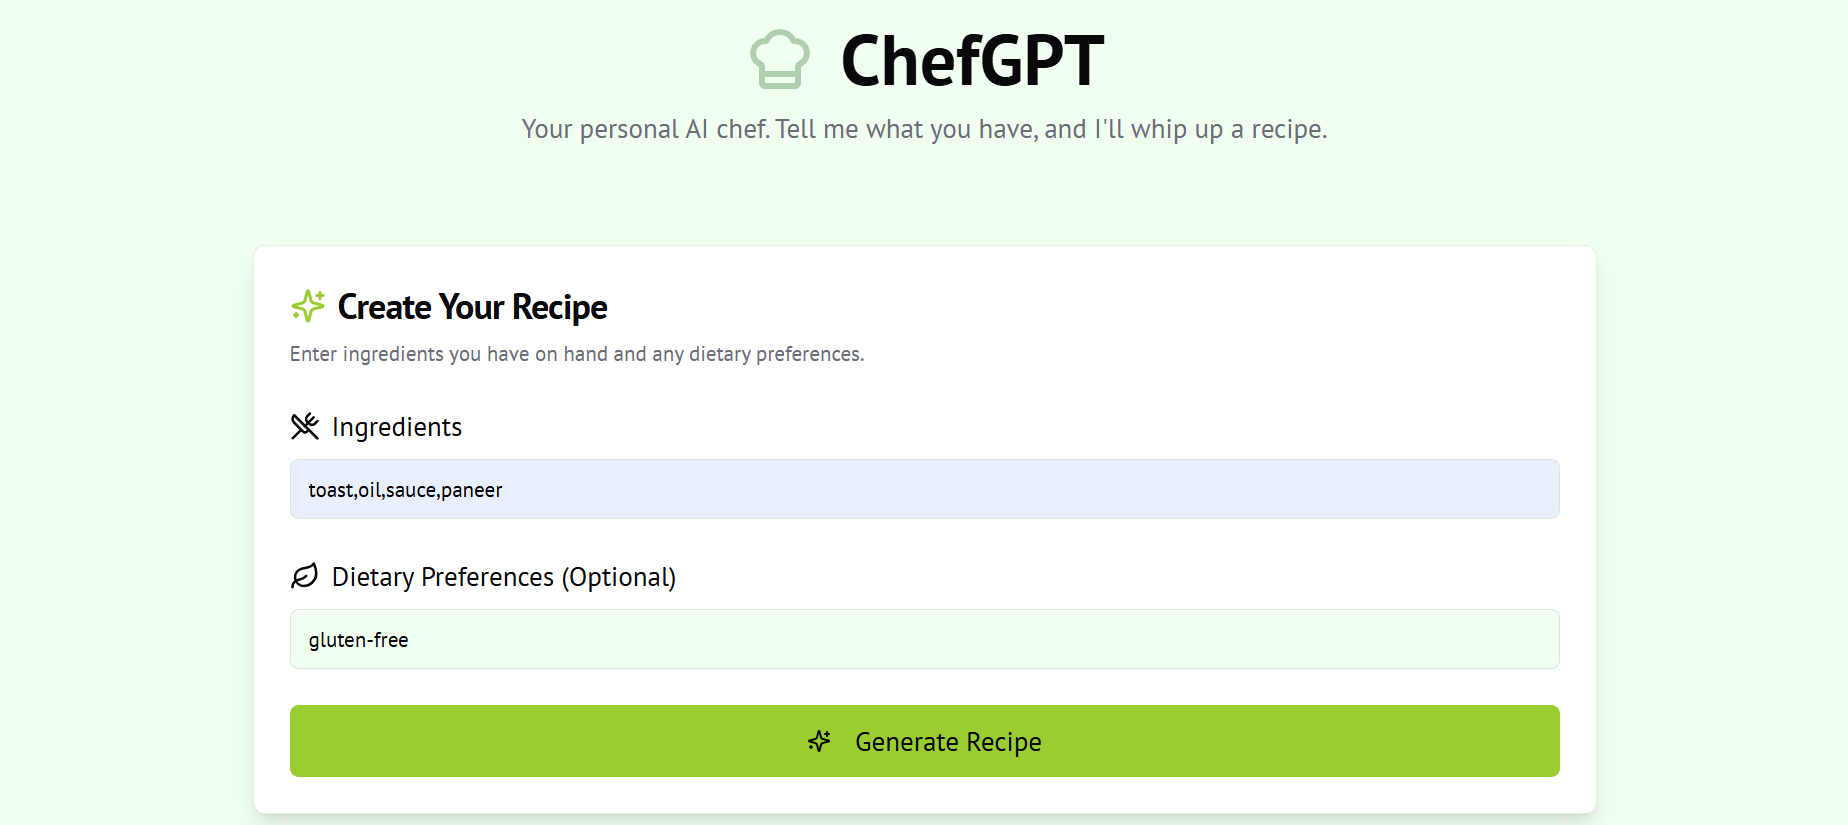 ChefGPT
Your personal AI chef. Tell me what you have, and I'll whip up a recipe.
Create Your Recipe
Enter ingredients you have on hand and any dietary preferences.
Ingredients
toast,oil,sauce,paneer
Dietary Preferences (Optional)
gluten-free
Generate Recipe